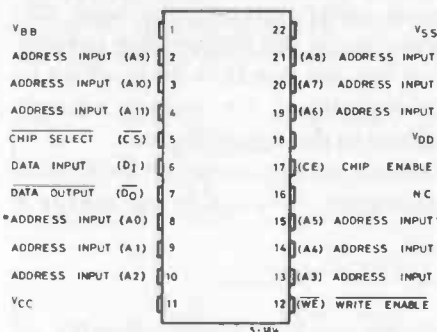 VBB 1 22 VSS
ADDRESS INPUT (A9) 2 21 (A8) ADDRESS INPUT
ADDRESS INPUT (A10) 3 20 (A7) ADDRESS INPUT
ADDRESS INPUT (A11) 4 19 (A6) ADDRESS INPUT
CHIP SELECT (CS) 5 18 VDD
DATA INPUT (DI) 6 17 (CE) CHIP ENABLE
DATA OUTPUT (DO) 7 16 NC
*ADDRESS INPUT (A0) 8 15 (A5) ADDRESS INPUT*
ADDRESS INPUT (A1) 9 14 (A4) ADDRESS INPUT
ADDRESS INPUT (A2) 10 13 (A3) ADDRESS INPUT
VCC 11 12 (WE) WRITE ENABLE